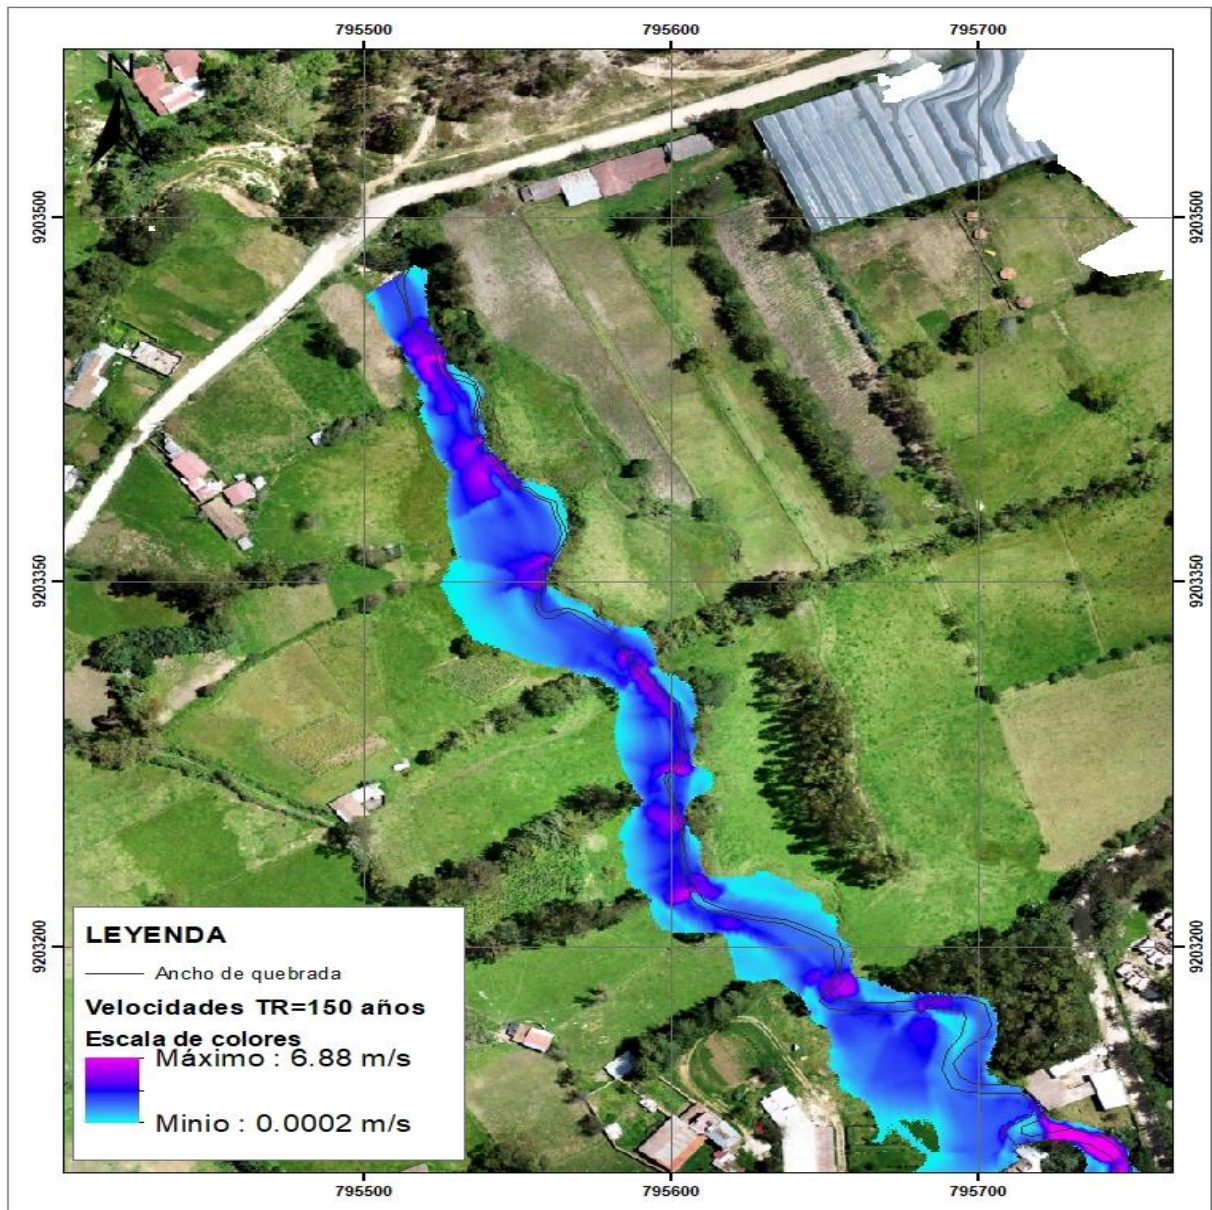 795500 795600 795700
N
9203500 9203500
9203350 9203350
9203200 9203200
LEYENDA
Ancho de quebrada
Velocidades TR=150 años
Escala de colores
Máximo : 6.88 m/s
Minio : 0.0002 m/s
795500 795600 795700